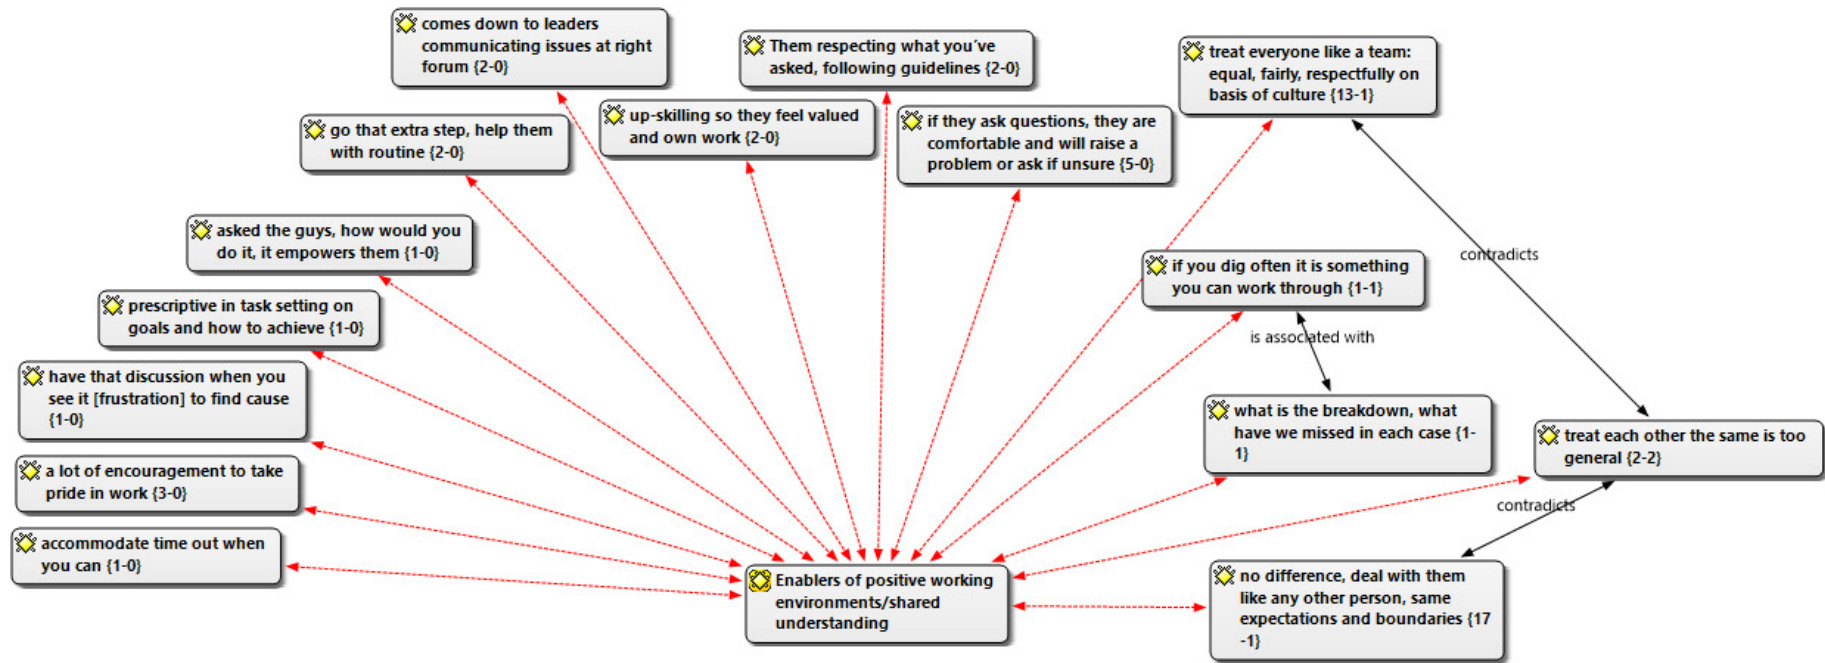 comes down to leaders
communicating issues at right
forum {2-0}
Them respecting what you've
asked, following guidelines {2-0}
treat everyone like a team:
equal, fairly, respectfully on
basis of culture {13-1}
go that extra step, help them
with routine {2-0}
up-skilling so they feel valued
and own work {2-0}
if they ask questions, they are
comfortable and will raise a
problem or ask if unsure {5-0}
asked the guys, how would you
do it, it empowers them {1-0}
contradicts
if you dig often it is something
you can work through {1-1}
prescriptive in task setting on
goals and how to achieve {1-0}
is associated with
have that discussion when you
see it [frustration] to find cause
{1-0}
what is the breakdown, what
have we missed in each case {1-
1}
treat each other the same is too
general {2-2}
a lot of encouragement to take
pride in work {3-0}
contradicts
accommodate time out when
you can {1-0}
Enablers of positive working
environments/shared
understanding
no difference, deal with them
like any other person, same
expectations and boundaries {17
-1}